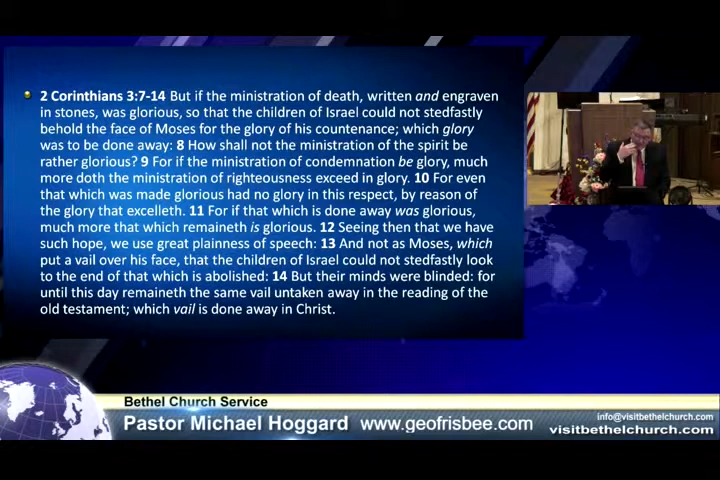 2 Corinthians 3:7-14 But if the ministration of death, written and engraven
in stones, was glorious, so that the children of Israel could not stedfastly
behold the face of Moses for the glory of his countenance; which glory
was to be done away: 8 How shall not the ministration of the spirit be
rather glorious? 9 For if the ministration of condemnation be glory, much
more doth the ministration of righteousness exceed in glory. 10 For even
that which was made glorious had no glory in this respect, by reason of
the glory that excelleth. 11 For if that which is done away was glorious,
much more that which remaineth is glorious. 12 Seeing then that we have
such hope, we use great plainness of speech: 13 And not as Moses, which
put a vail over his face, that the children of Israel could not stedfastly look
to the end of that which is abolished: 14 But their minds were blinded: for
until this day remaineth the same vail untaken away in the reading of the
old testament; which vail is done away in Christ.
Bethel Church Service
Pastor Michael Hoggard www.geofrisbee.com
info@visitbethelchurch.com
visitbethelchurch.com